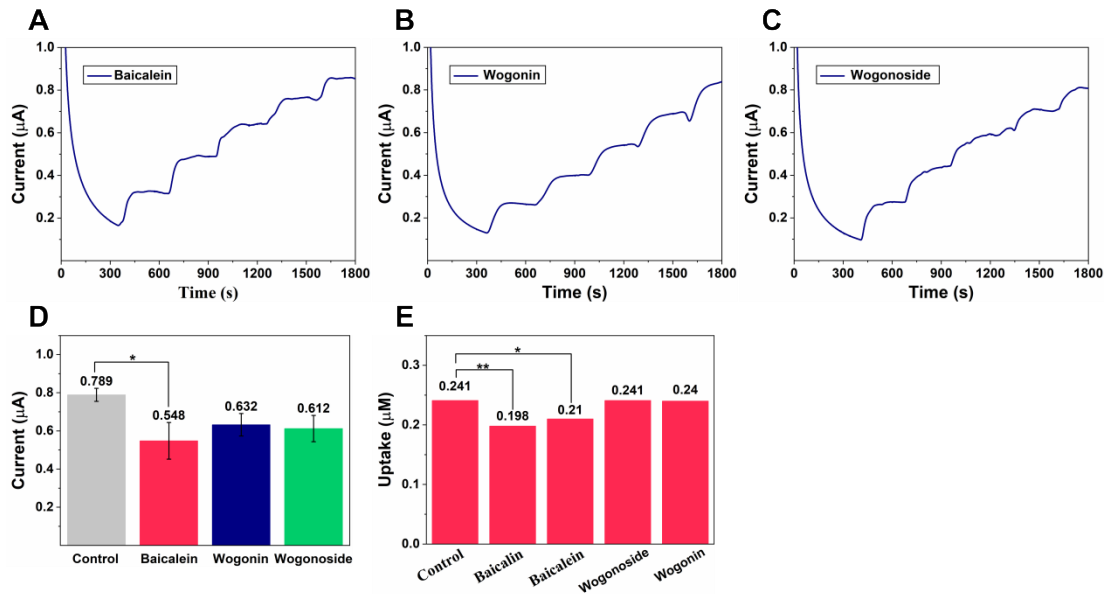 A
Baicalein
Current (μA)
1.0
0.8
0.6
0.4
0.2
0 300 600 900 1200 1500 1800
Time (s)
B
Wogonin
Current (μA)
1.0
0.8
0.6
0.4
0.2
0 300 600 900 1200 1500 1800
Time (s)
C
Wogonoside
Current (μA)
1.0
0.8
0.6
0.4
0.2
0 300 600 900 1200 1500 1800
Time (s)
D
Current (μA)
1.0
0.8
0.6
0.4
0.2
*
0.789
0.548
0.632
0.612
Control Baicalein Wogonin Wogonoside
E
Uptake (μM)
0.3
0.2
0.1
0.0
*
**
0.241
0.198
0.21
0.241
0.24
Control Baicalin Baicalein Wogonoside Wogonin